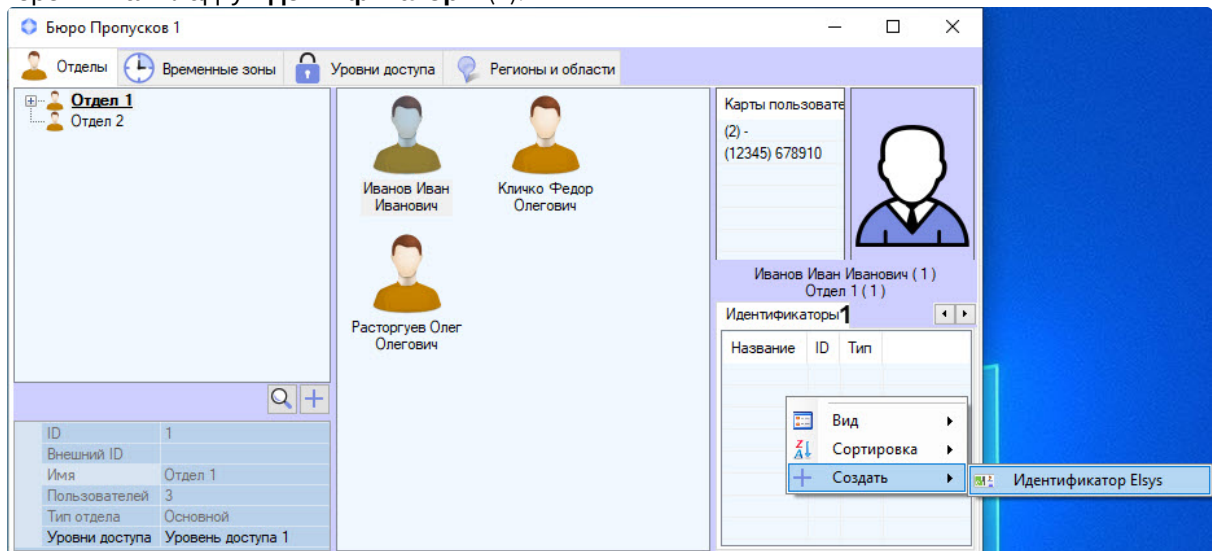 Бюро Пропусков 1
Отделы
Временные зоны
Уровни доступа
Регионы и области
Отдел 1
Отдел 2
Иванов Иван
Иванович
Кличко Федор
Олегович
Расторгуев Олег
Олегович
Карты пользовате
(2) -
(12345) 678910
Иванов Иван Иванович ( 1 )
Отдел 1 ( 1 )
Идентификаторы 1
Название ID Тип
Вид
Сортировка
Создать
Идентификатор Elsys
ID 1
Внешний ID
Имя Отдел 1
Пользователей 3
Тип отдела Основной
Уровни доступа Уровень доступа 1